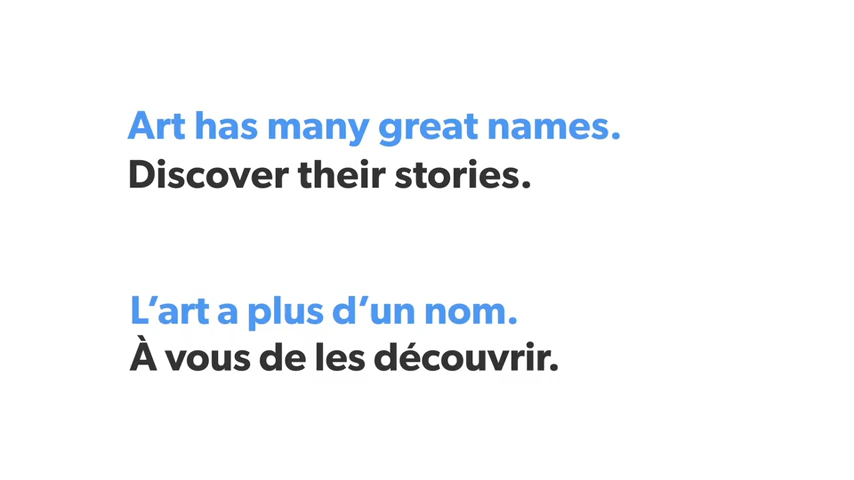 Art has many great names.
Discover their stories.
L’art a plus d’un nom.
À vous de les découvrir.